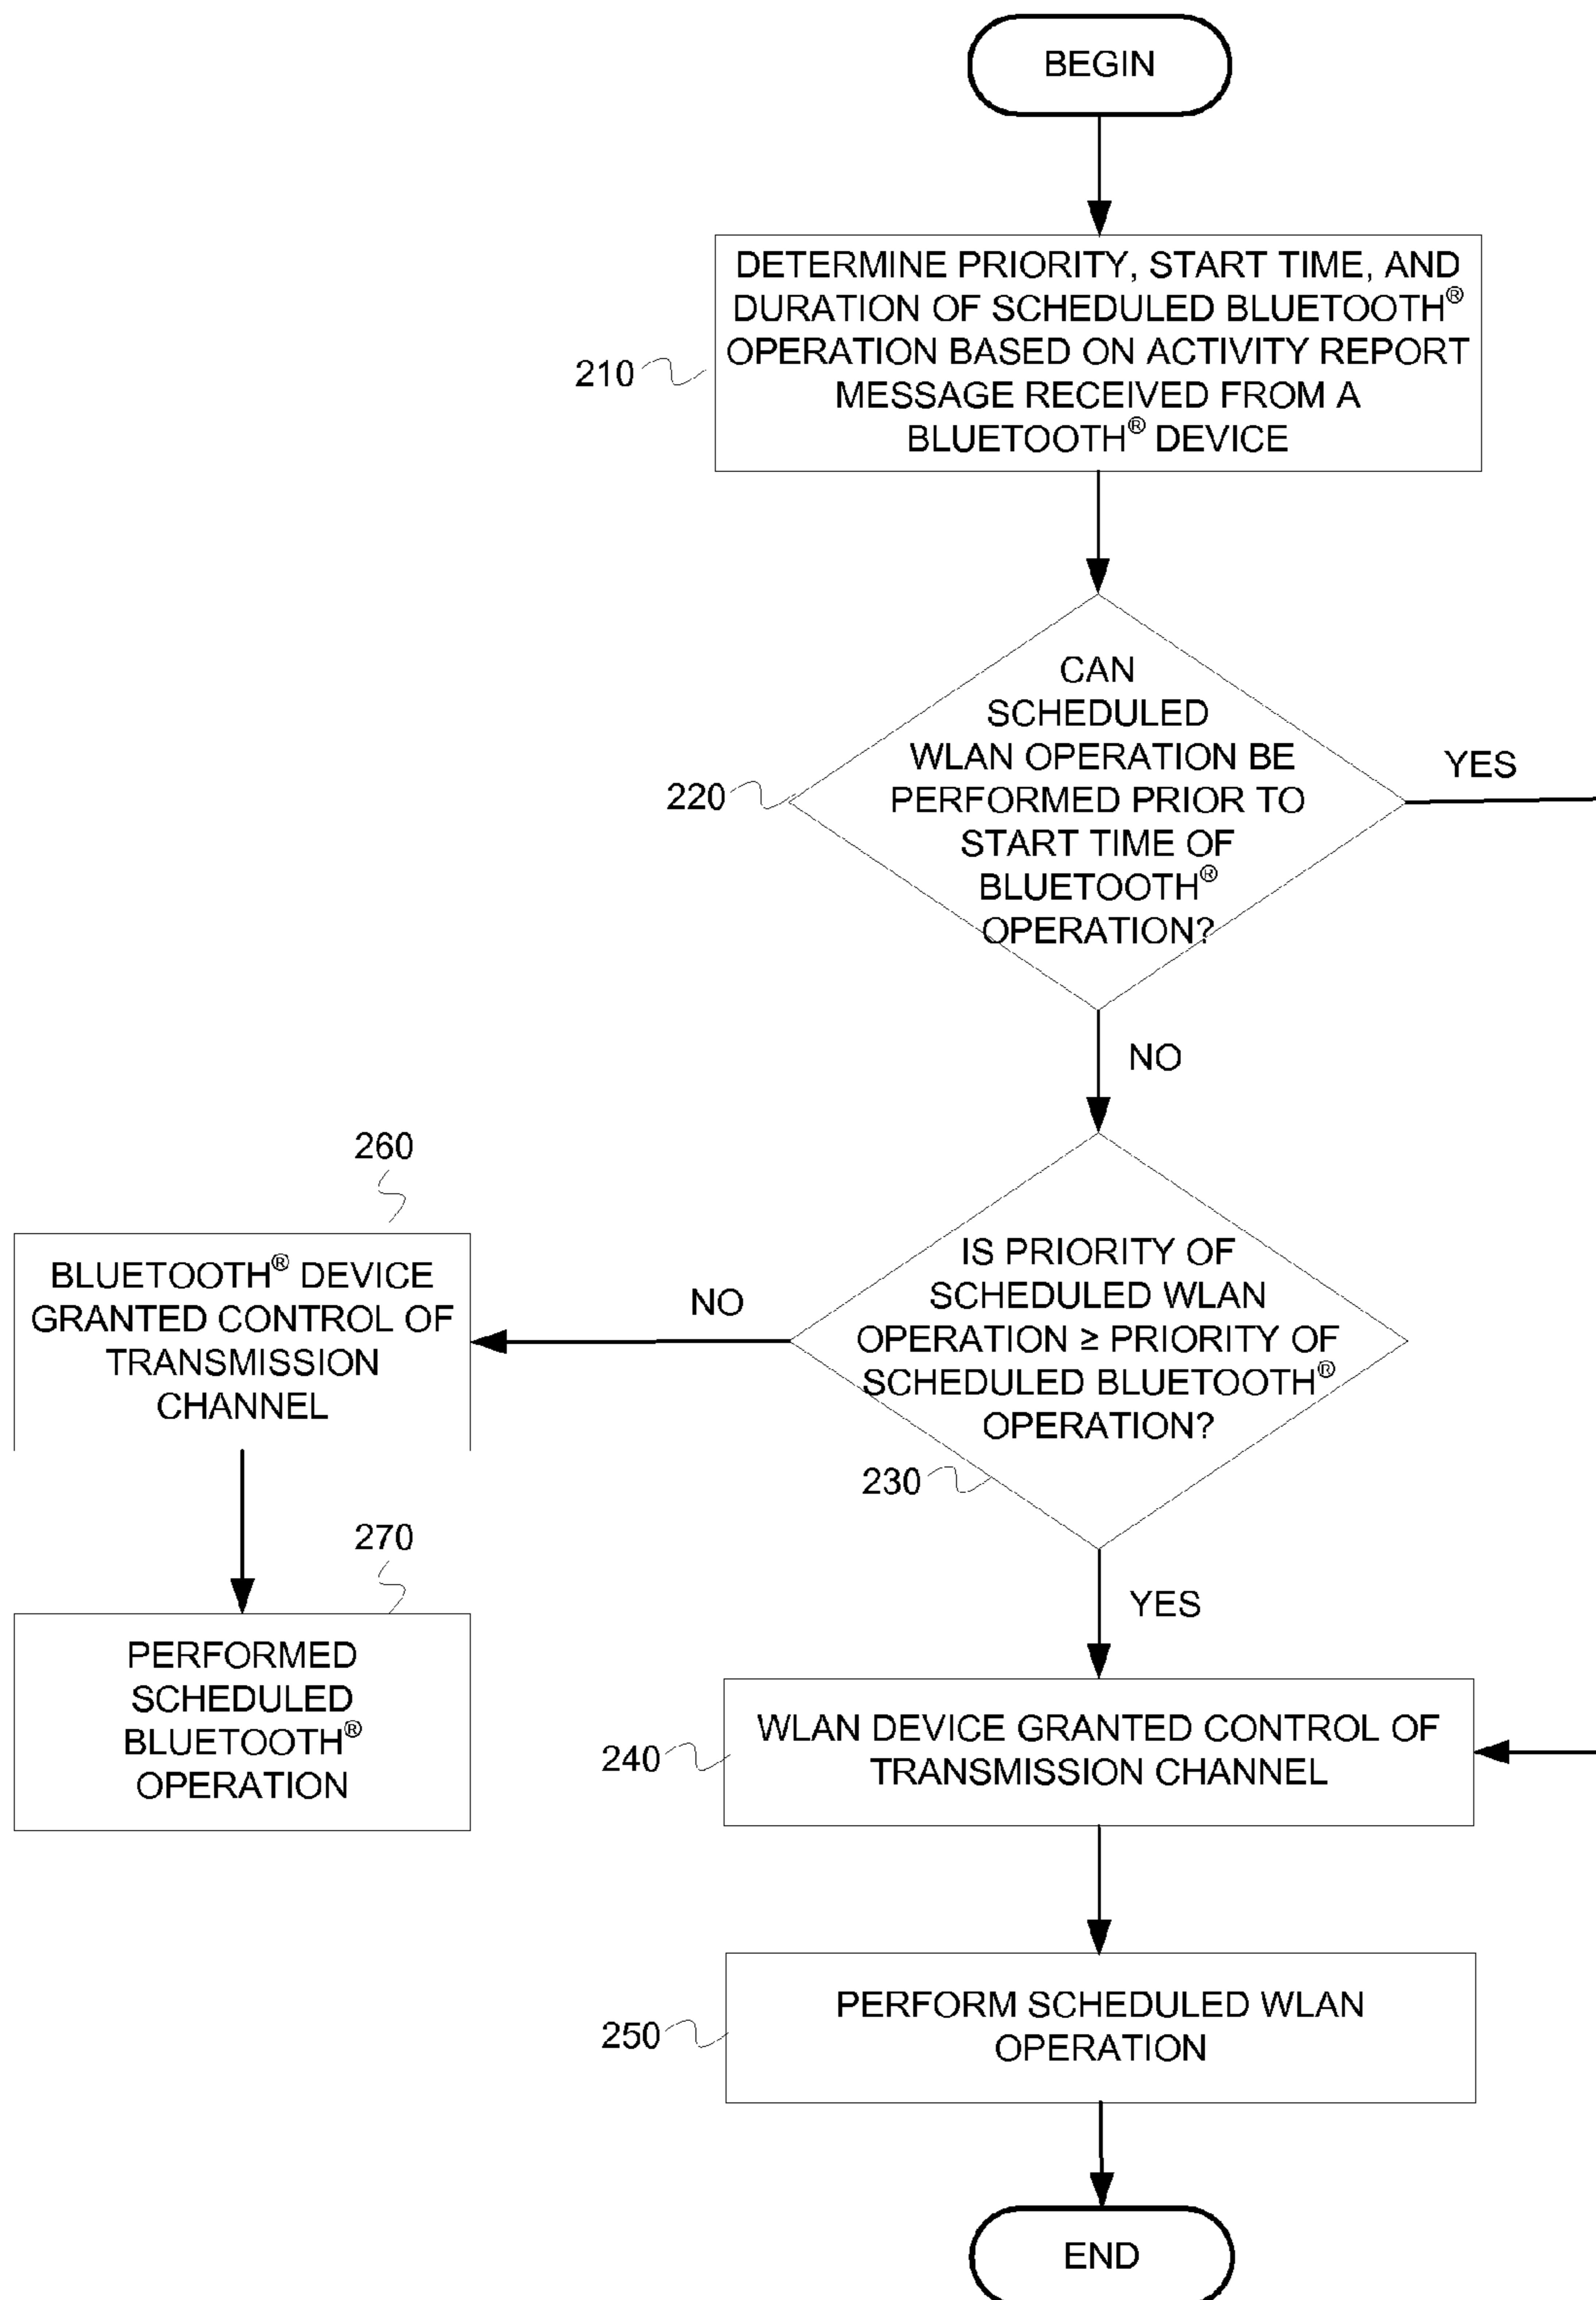 BEGIN
DETERMINE PRIORITY, START TIME, AND
DURATION OF SCHEDULED BLUETOOTH®
OPERATION BASED ON ACTIVITY REPORT
MESSAGE RECEIVED FROM A
BLUETOOTH® DEVICE
210
CAN
SCHEDULED
WLAN OPERATION BE
PERFORMED PRIOR TO
START TIME OF
BLUETOOTH®
OPERATION?
220
YES
NO
IS PRIORITY OF
SCHEDULED WLAN
OPERATION ≥ PRIORITY OF
SCHEDULED BLUETOOTH®
OPERATION?
230
NO
260
BLUETOOTH® DEVICE
GRANTED CONTROL OF
TRANSMISSION
CHANNEL
270
PERFORMED
SCHEDULED
BLUETOOTH®
OPERATION
YES
WLAN DEVICE GRANTED CONTROL OF
TRANSMISSION CHANNEL
240
PERFORM SCHEDULED WLAN
OPERATION
250
END